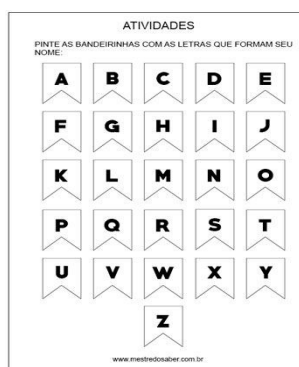 ATIVIDADES
PINTE AS BANDEIRINHAS COM AS LETRAS QUE FORMAM SEU
NOME:
A B C D E
F G H I J
K L M N O
P Q R S T
U V W X Y
Z
www.mestredosaber.com.br